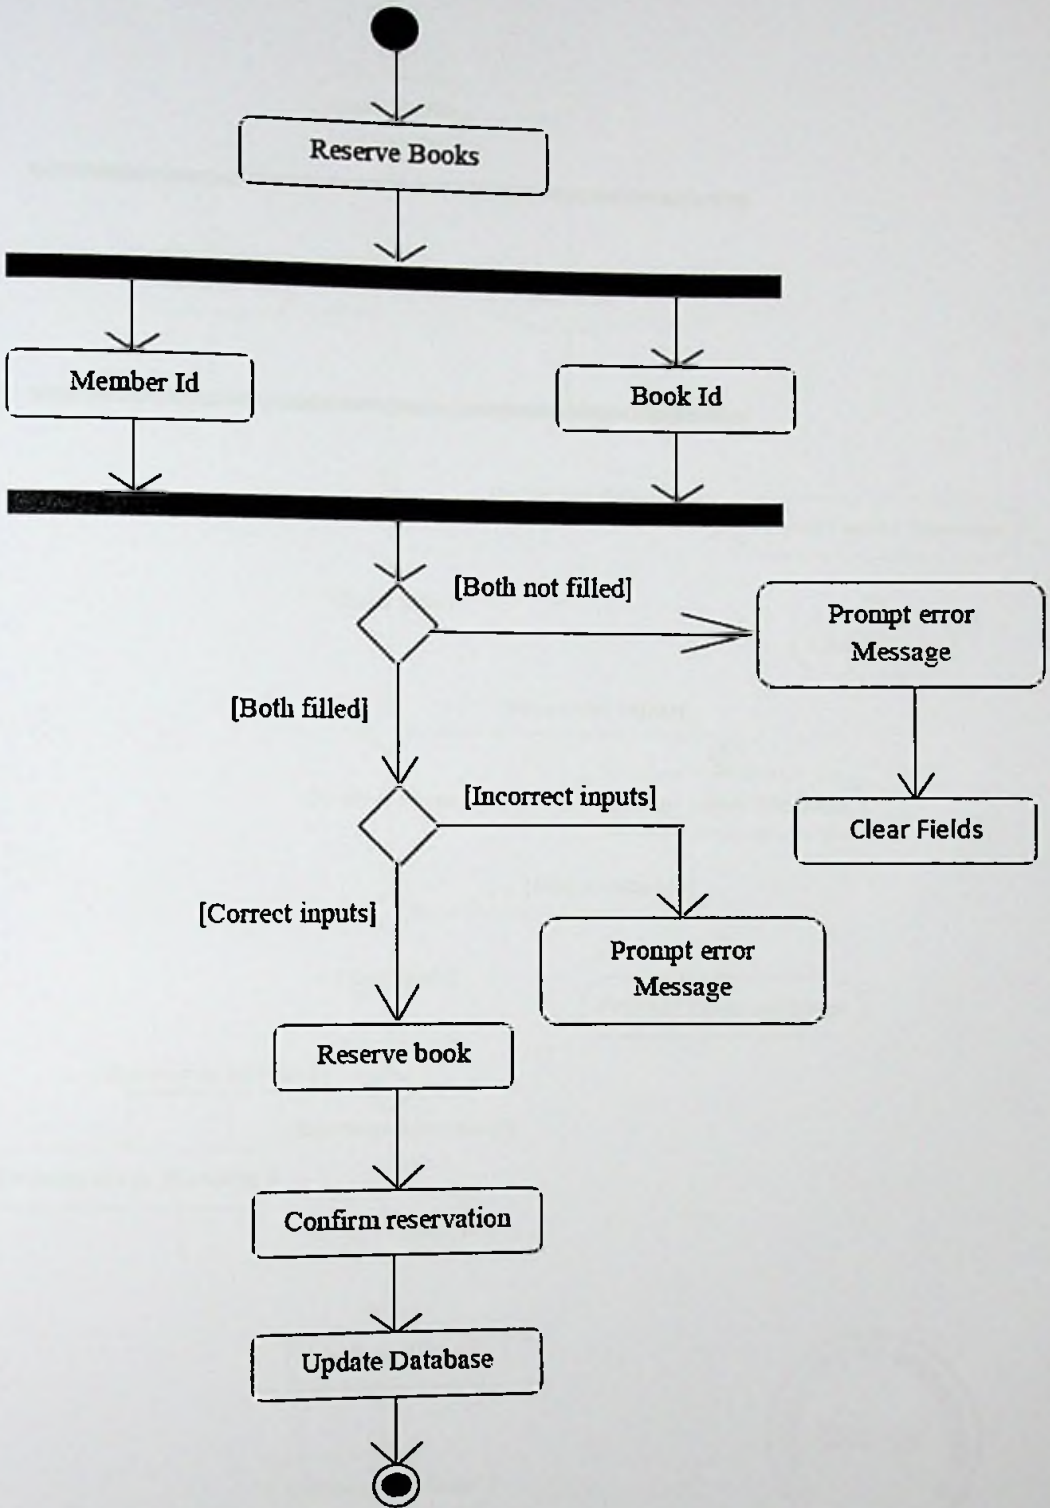 Reserve Books
Member Id
Book Id
[Both not filled]
Prompt error
Message
[Both filled]
[Incorrect inputs]
Clear Fields
[Correct inputs]
Prompt error
Message
Reserve book
Confirm reservation
Update Database